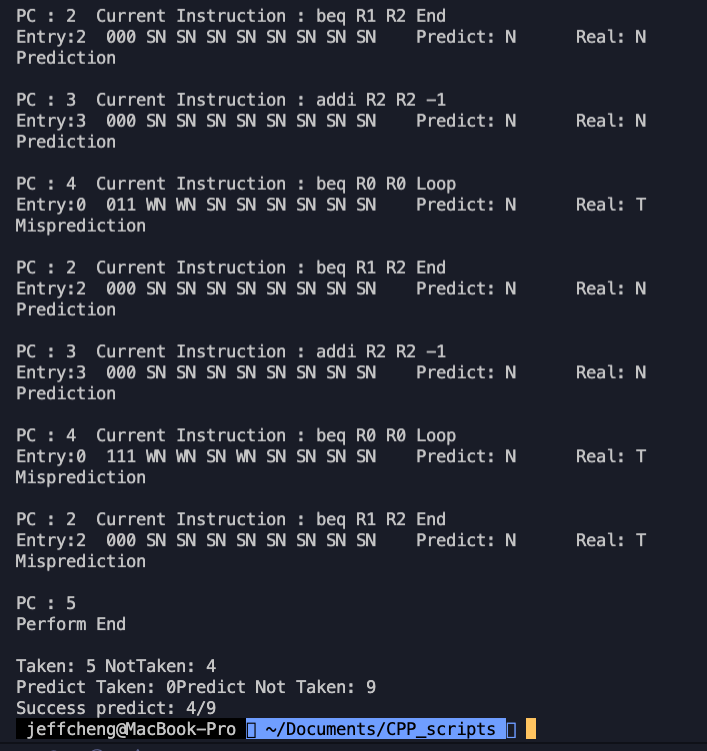 PC : 2  Current Instruction : beq R1 R2 End
Entry:2  000 SN SN SN SN SN SN SN SN    Predict: N      Real: N
Prediction
PC : 3  Current Instruction : addi R2 R2 -1
Entry:3  000 SN SN SN SN SN SN SN SN    Predict: N      Real: N
Prediction
PC : 4  Current Instruction : beq R0 R0 Loop
Entry:0  011 WN WN SN SN SN SN SN SN    Predict: N      Real: T
Misprediction
PC : 2  Current Instruction : beq R1 R2 End
Entry:2  000 SN SN SN SN SN SN SN SN    Predict: N      Real: N
Prediction
PC : 3  Current Instruction : addi R2 R2 -1
Entry:3  000 SN SN SN SN SN SN SN SN    Predict: N      Real: N
Prediction
PC : 4  Current Instruction : beq R0 R0 Loop
Entry:0  111 WN WN SN WN SN SN SN SN    Predict: N      Real: T
Misprediction
PC : 2  Current Instruction : beq R1 R2 End
Entry:2  000 SN SN SN SN SN SN SN SN    Predict: N      Real: T
Misprediction
PC : 5
Perform End
Taken: 5 NotTaken: 4
Predict Taken: 0Predict Not Taken: 9
Success predict: 4/9
jeffcheng@MacBook-Pro ~/Documents/CPP_scripts